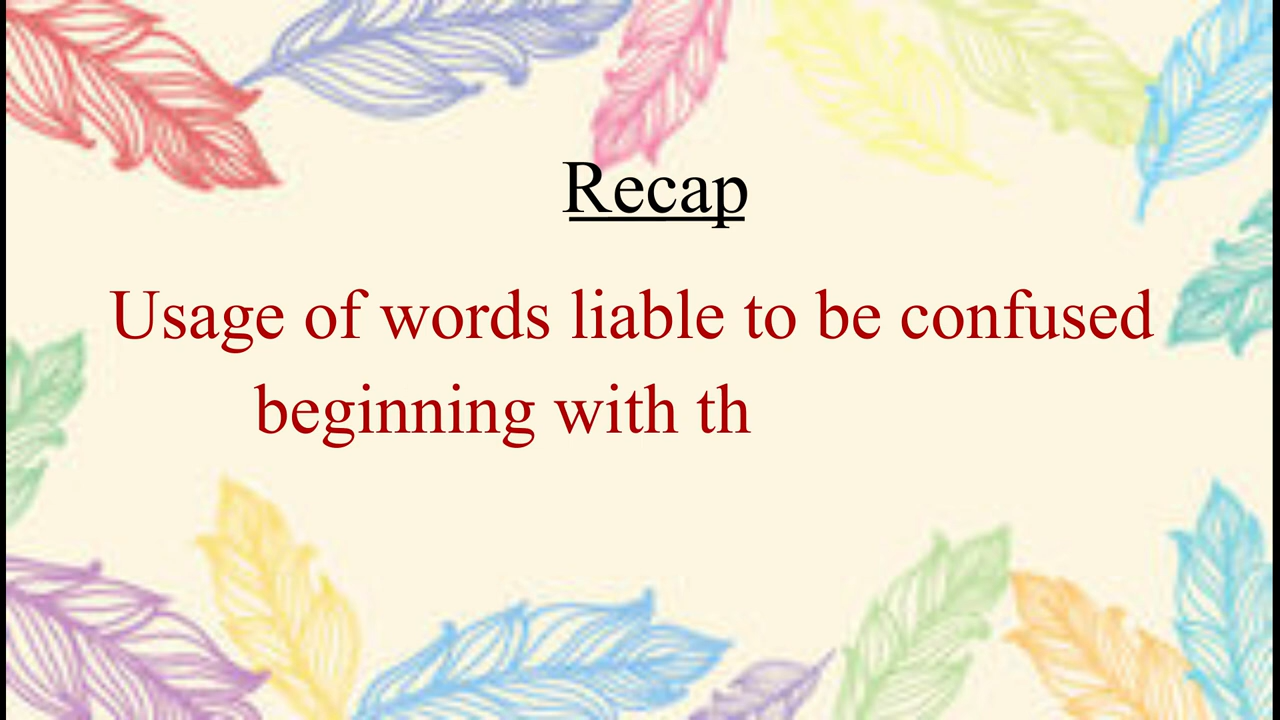 Recap
Usage of words liable to be confused
beginning with th